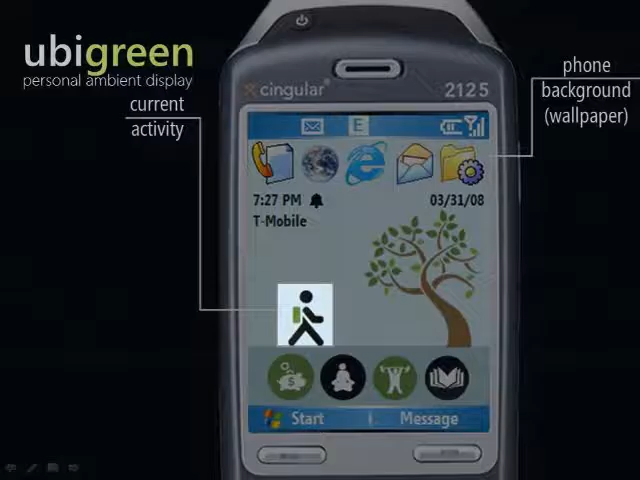 ubigreen
personal ambient display
current
activity
phone
background
(wallpaper)
cingular
2125
E
7:27 PM
03/31/08
T-Mobile
$
Start
Message